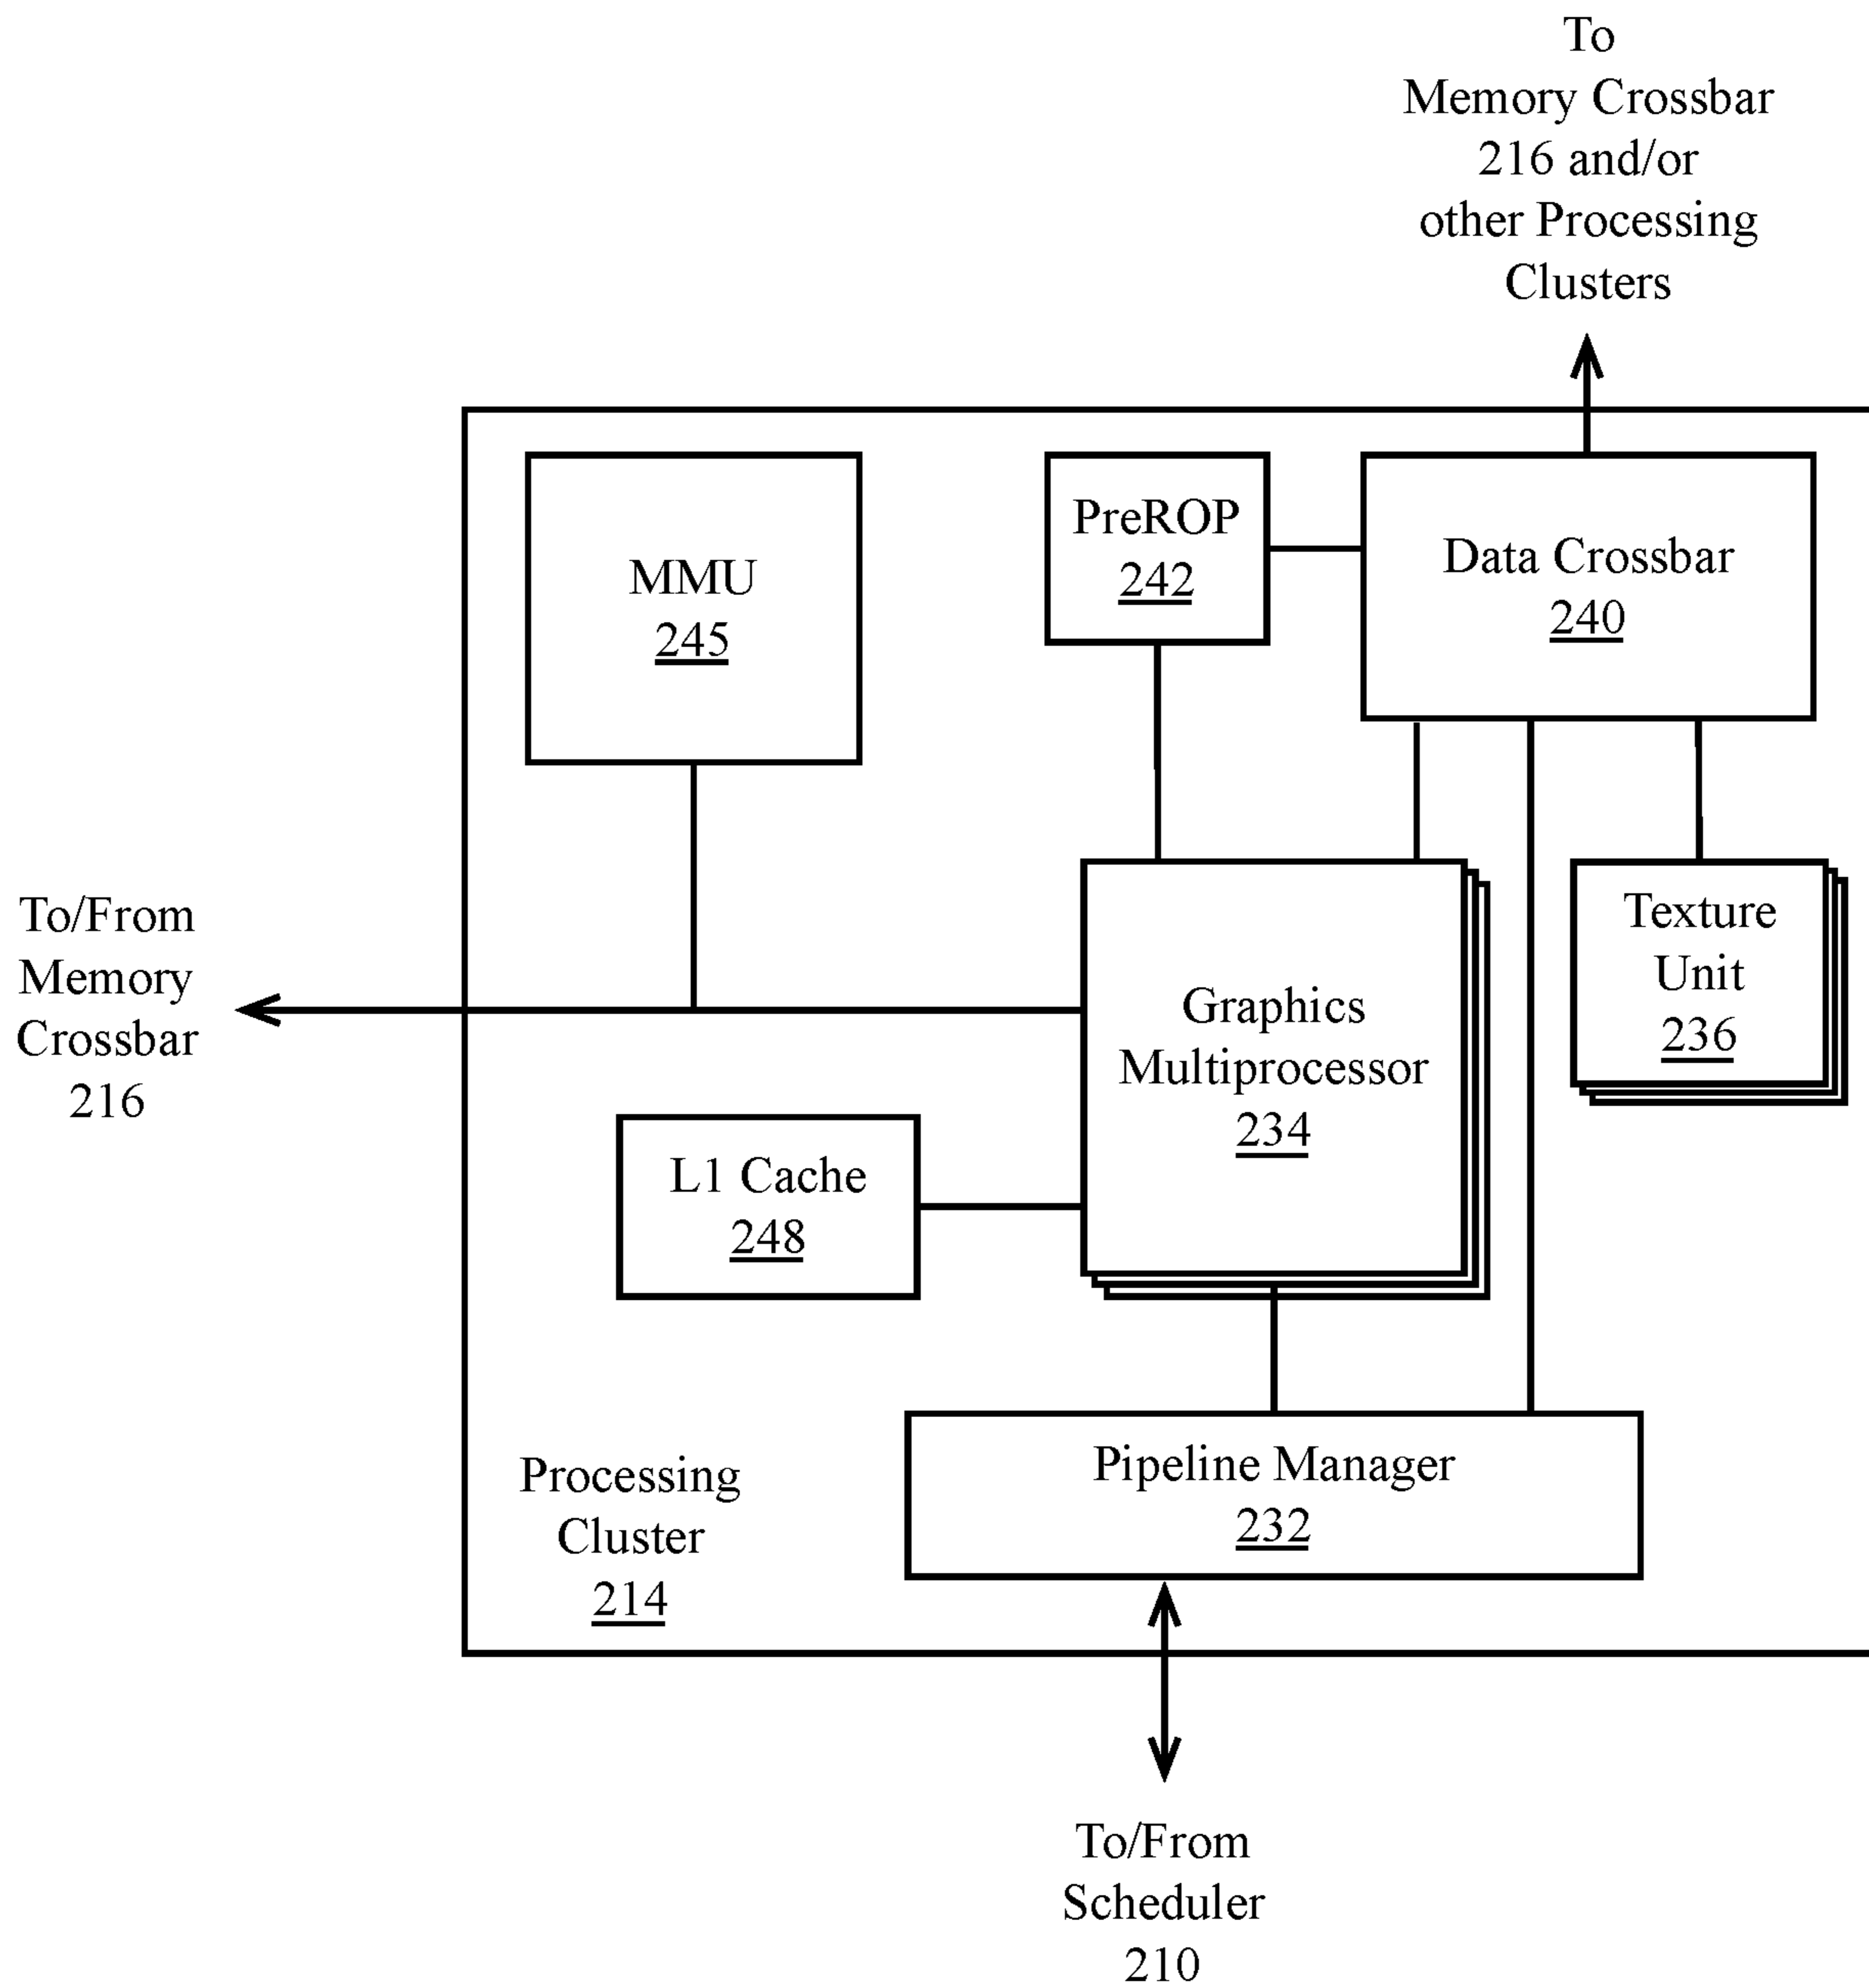 To
Memory Crossbar
216 and/or
other Processing
Clusters
MMU
245
PreROP
242
Data Crossbar
240
To/From
Memory
Crossbar
216
Graphics
Multiprocessor
234
Texture
Unit
236
L1 Cache
248
Pipeline Manager
232
Processing
Cluster
214
To/From
Scheduler
210